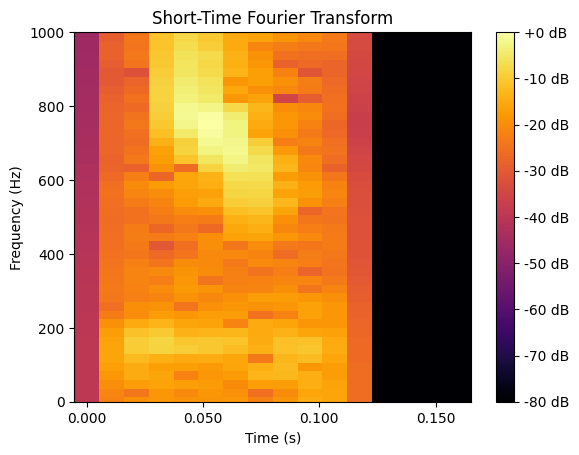 Short-Time Fourier Transform
1000
800
600
400
200
0
Frequency (Hz)
0.000
0.050
0.100
0.150
Time (s)
+0 dB
-10 dB
-20 dB
-30 dB
-40 dB
-50 dB
-60 dB
-70 dB
-80 dB